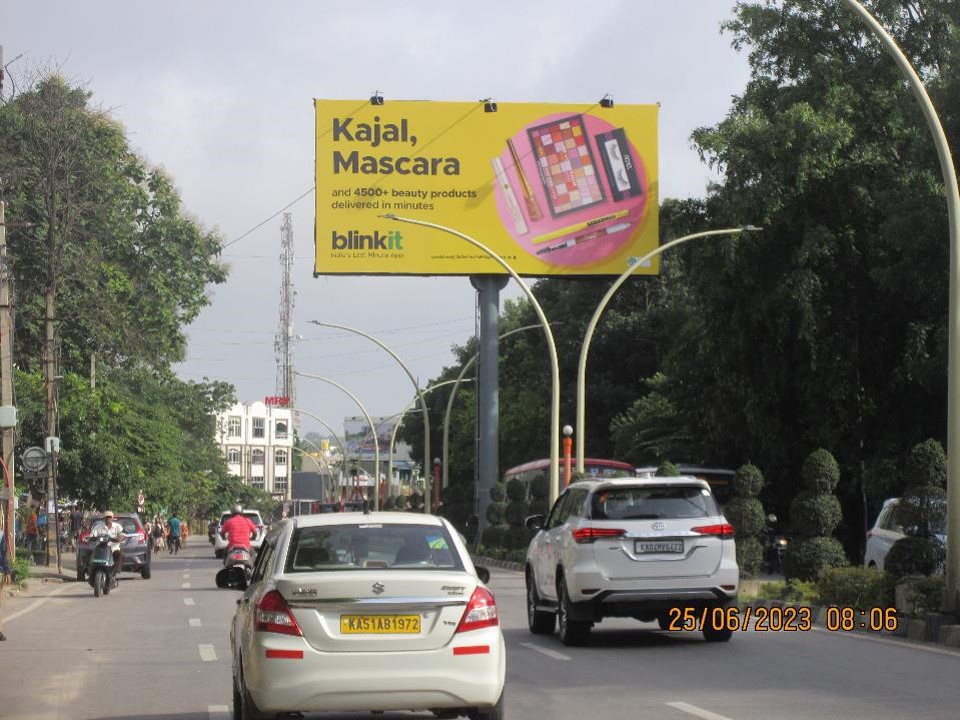 Kajal,
Mascara
and 4500+ beauty products
delivered in minutes
blinkit
India's Last Minute App
MRP
KA51AB1972
25/06/2023 08:06